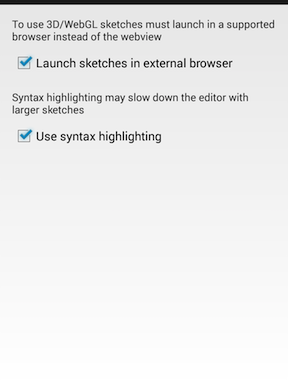 To use 3D/WebGL sketches must launch in a supported
browser instead of the webview
Launch sketches in external browser
Syntax highlighting may slow down the editor with
larger sketches
Use syntax highlighting